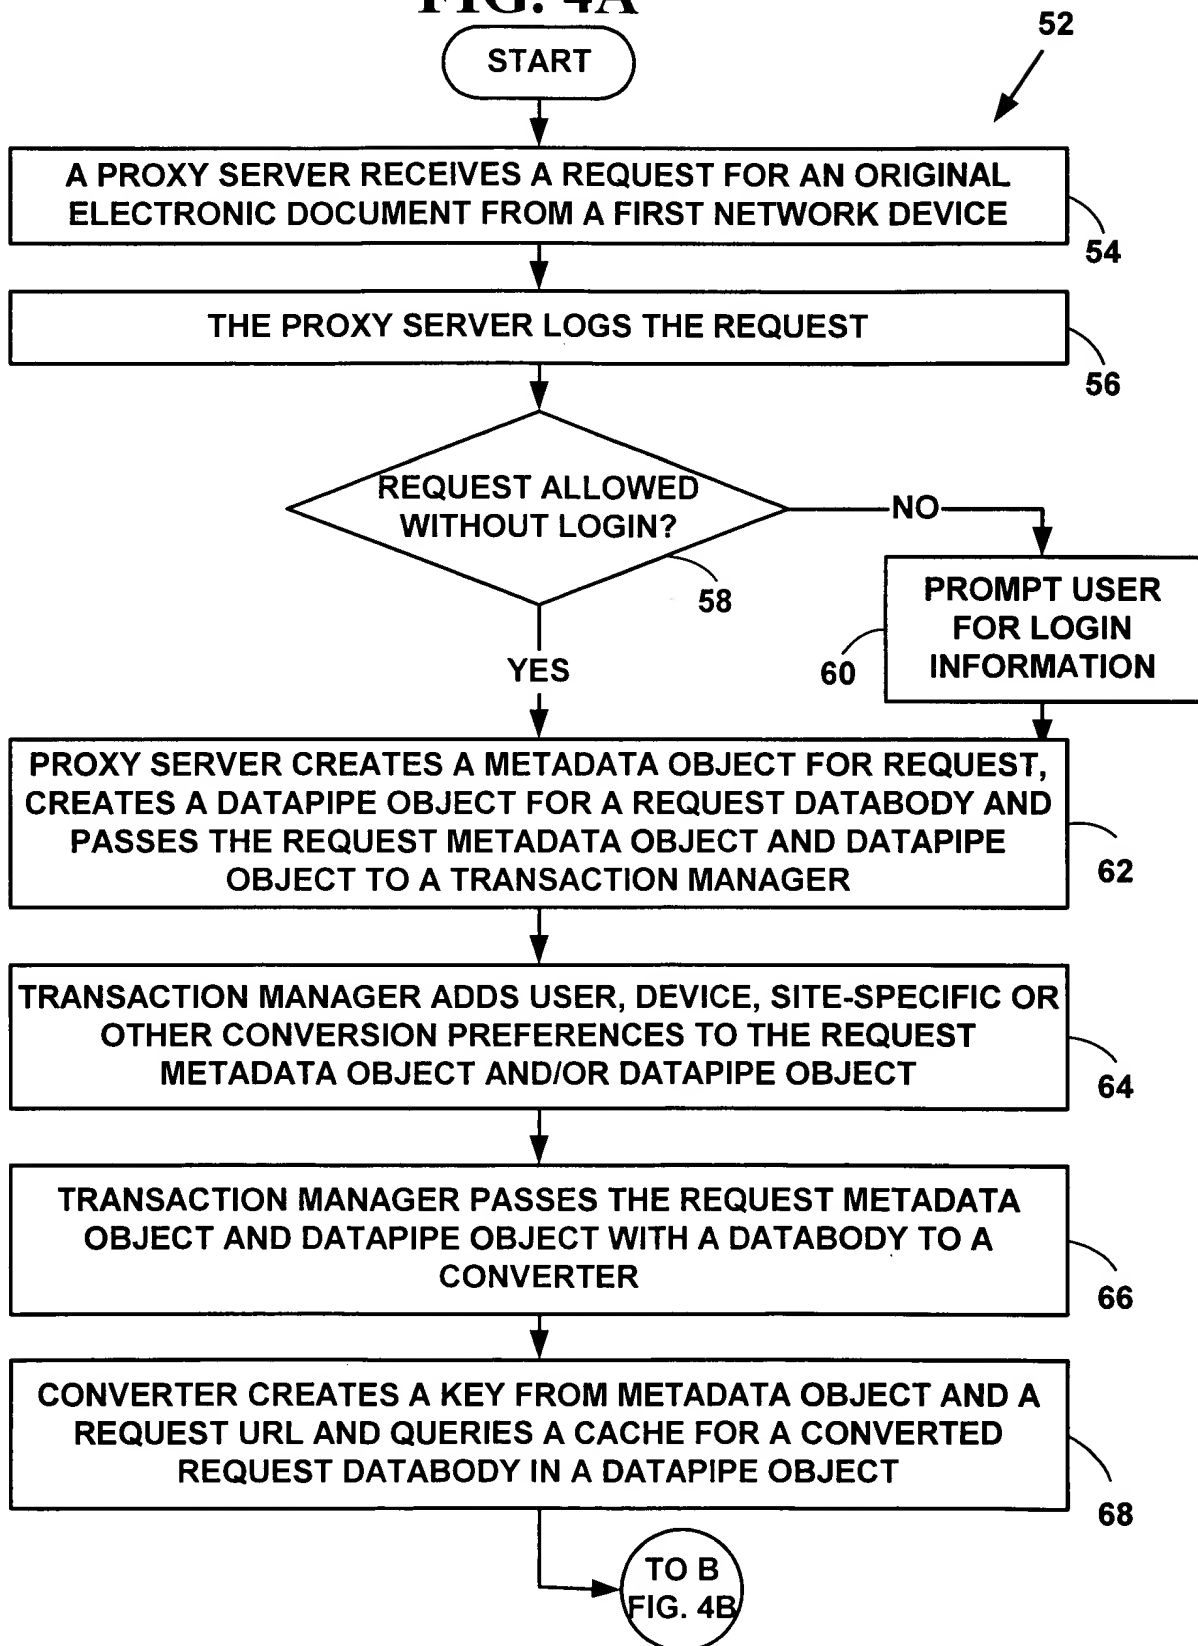 FIG. 4A
52
START
A PROXY SERVER RECEIVES A REQUEST FOR AN ORIGINAL
ELECTRONIC DOCUMENT FROM A FIRST NETWORK DEVICE
54
THE PROXY SERVER LOGS THE REQUEST
56
REQUEST ALLOWED
WITHOUT LOGIN?
58
NO
PROMPT USER
FOR LOGIN
INFORMATION
60
YES
PROXY SERVER CREATES A METADATA OBJECT FOR REQUEST,
CREATES A DATAPIPE OBJECT FOR A REQUEST DATABODY AND
PASSES THE REQUEST METADATA OBJECT AND DATAPIPE
OBJECT TO A TRANSACTION MANAGER
62
TRANSACTION MANAGER ADDS USER, DEVICE, SITE-SPECIFIC OR
OTHER CONVERSION PREFERENCES TO THE REQUEST
METADATA OBJECT AND/OR DATAPIPE OBJECT
64
TRANSACTION MANAGER PASSES THE REQUEST METADATA
OBJECT AND DATAPIPE OBJECT WITH A DATABODY TO A
CONVERTER
66
CONVERTER CREATES A KEY FROM METADATA OBJECT AND A
REQUEST URL AND QUERIES A CACHE FOR A CONVERTED
REQUEST DATABODY IN A DATAPIPE OBJECT
68
TO B
FIG. 4B